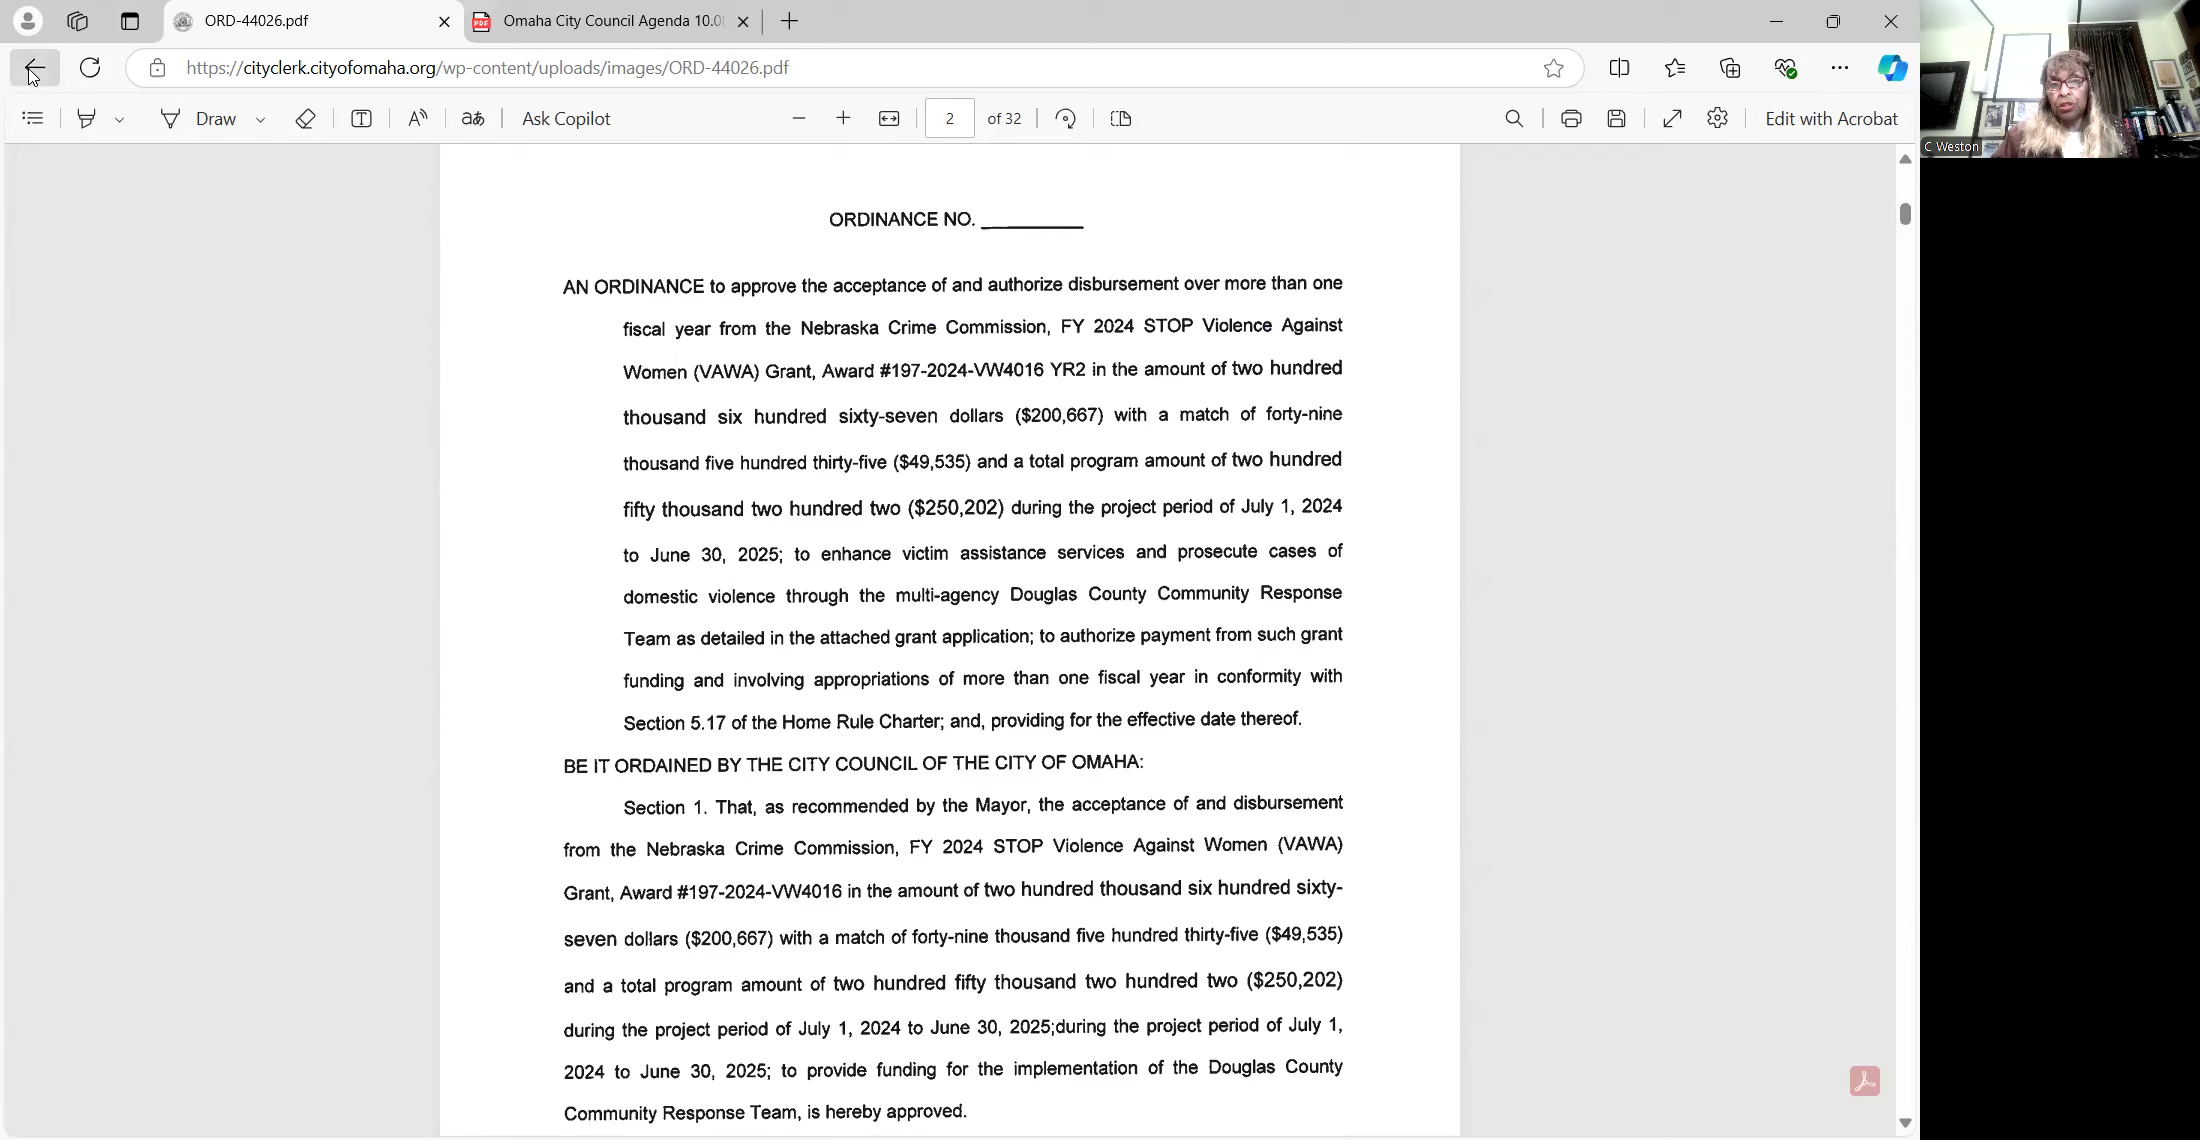 ORD-44026.pdf
Omaha City Council Agenda 10.08
https://cityclerk.cityofomaha.org/wp-content/uploads/images/ORD-44026.pdf
Draw
aあ
Ask Copilot
2 of 32
Edit with Acrobat
C Weston
ORDINANCE NO. __________
AN ORDINANCE to approve the acceptance of and authorize disbursement over more than one
fiscal year from the Nebraska Crime Commission, FY 2024 STOP Violence Against
Women (VAWA) Grant, Award #197-2024-VW4016 YR2 in the amount of two hundred
thousand six hundred sixty-seven dollars ($200,667) with a match of forty-nine
thousand five hundred thirty-five ($49,535) and a total program amount of two hundred
fifty thousand two hundred two ($250,202) during the project period of July 1, 2024
to June 30, 2025; to enhance victim assistance services and prosecute cases of
domestic violence through the multi-agency Douglas County Community Response
Team as detailed in the attached grant application; to authorize payment from such grant
funding and involving appropriations of more than one fiscal year in conformity with
Section 5.17 of the Home Rule Charter; and, providing for the effective date thereof.
BE IT ORDAINED BY THE CITY COUNCIL OF THE CITY OF OMAHA:
Section 1. That, as recommended by the Mayor, the acceptance of and disbursement
from the Nebraska Crime Commission, FY 2024 STOP Violence Against Women (VAWA)
Grant, Award #197-2024-VW4016 in the amount of two hundred thousand six hundred sixty-
seven dollars ($200,667) with a match of forty-nine thousand five hundred thirty-five ($49,535)
and a total program amount of two hundred fifty thousand two hundred two ($250,202)
during the project period of July 1, 2024 to June 30, 2025;during the project period of July 1,
2024 to June 30, 2025; to provide funding for the implementation of the Douglas County
Community Response Team, is hereby approved.